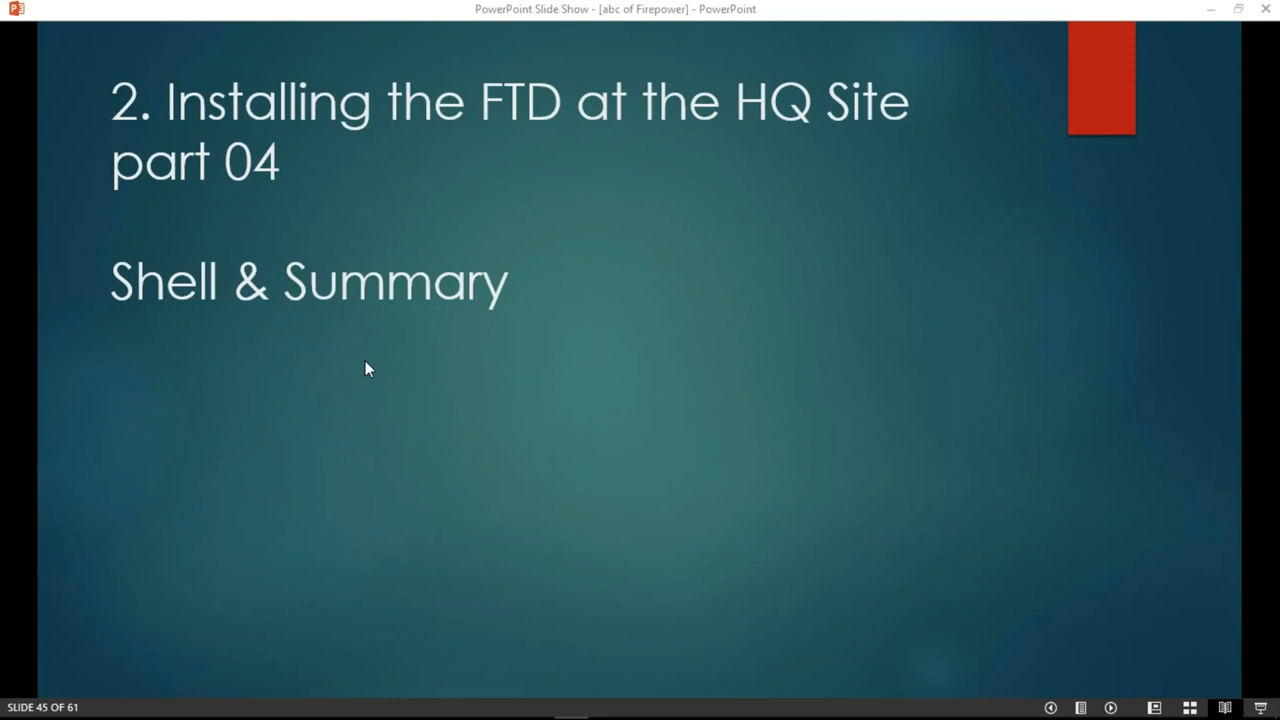 PowerPoint Slide Show - [abc of Firepower] - PowerPoint
2. Installing the FTD at the HQ Site
part 04
Shell & Summary
SLIDE 45 OF 61